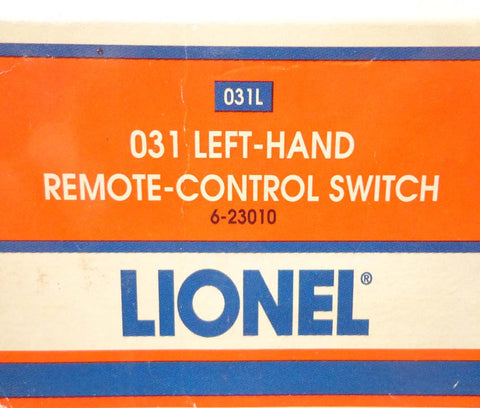 031L
031 LEFT-HAND
REMOTE-CONTROL SWITCH
6-23010
LIONEL®